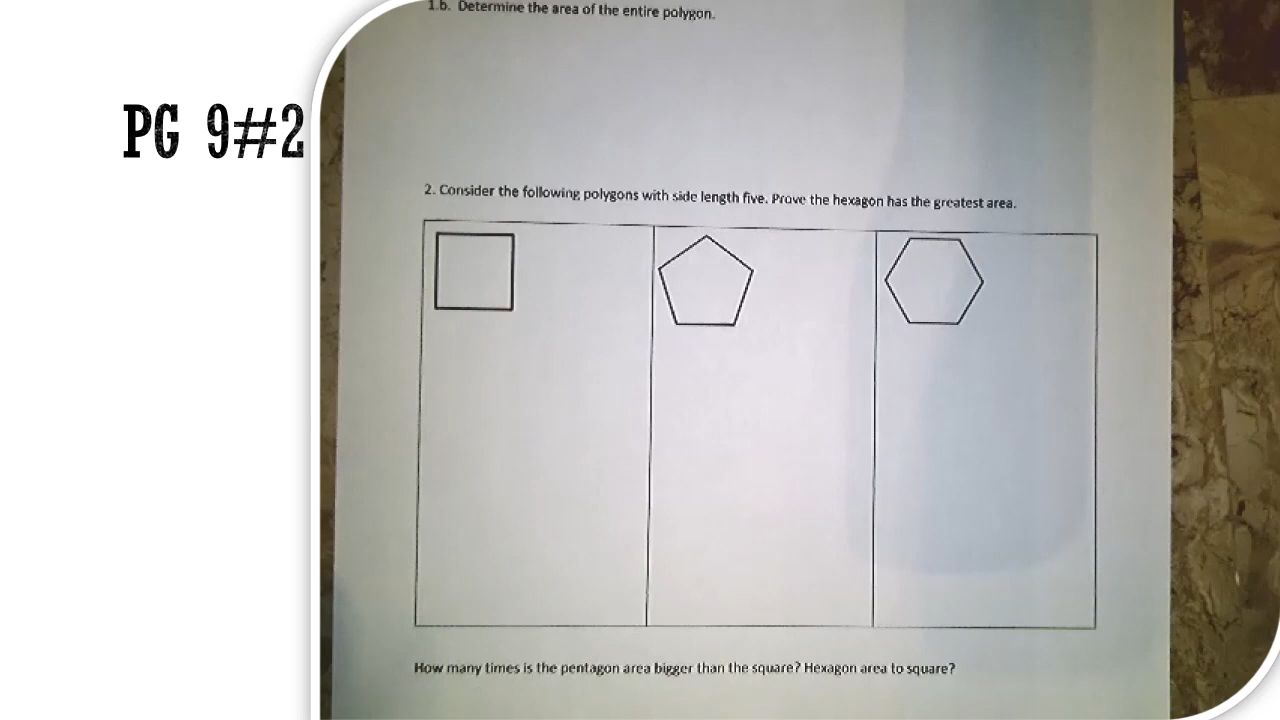 PG 9#2
1.b. Determine the area of the entire polygon.
2. Consider the following polygons with side length five. Prove the hexagon has the greatest area.
How many times is the pentagon area bigger than the square? Hexagon area to square?